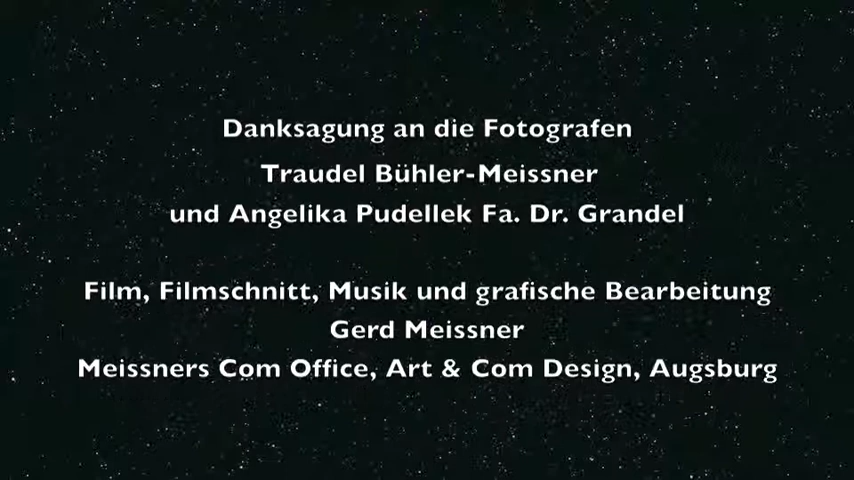 Danksagung an die Fotografen
Traudel Bühler-Meissner
und Angelika Pudellek Fa. Dr. Grandel
Film, Filmschnitt, Musik und grafische Bearbeitung
Gerd Meissner
Meissners Com Office, Art & Com Design, Augsburg